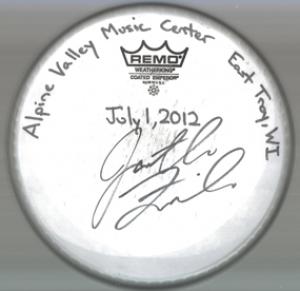 Alpine Valley Music Center East Troy, WI
REMO
WEATHERKING
COATED EMPEROR
July 1, 2012